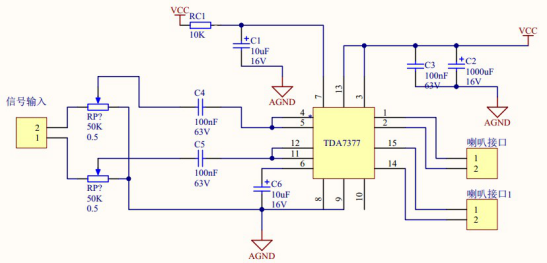 VCC
RC1
10K
C1
10uF
16V
AGND
VCC
C3
100nF
63V
C2
1000uF
16V
AGND
7
13
3
信号输入
2
1
RP?
50K
0.5
RP?
50K
0.5
C4
100nF
63V
C5
100nF
63V
4
5
12
11
6
TDA7377
1
2
15
14
喇叭接口
1
2
喇叭接口1
1
2
C6
10uF
16V
8
9
10
AGND